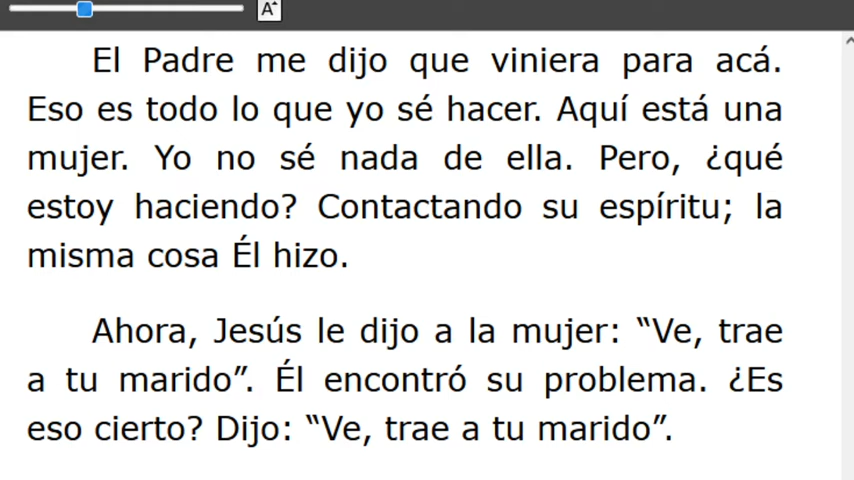 A
El Padre me dijo que viniera para acá.
Eso es todo lo que yo sé hacer. Aquí está una
mujer. Yo no sé nada de ella. Pero, ¿qué
estoy haciendo? Contactando su espíritu; la
misma cosa Él hizo.
Ahora, Jesús le dijo a la mujer: “Ve, trae
a tu marido”. Él encontró su problema. ¿Es
eso cierto? Dijo: “Ve, trae a tu marido”.